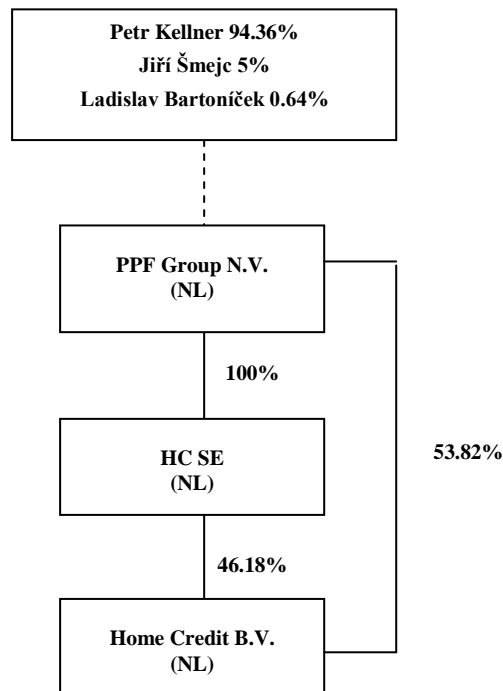 Petr Kellner 94.36%
Jiří Šmejc 5%
Ladislav Bartoníček 0.64%
PPF Group N.V.
(NL)
100%
HC SE
(NL)
53.82%
46.18%
Home Credit B.V.
(NL)